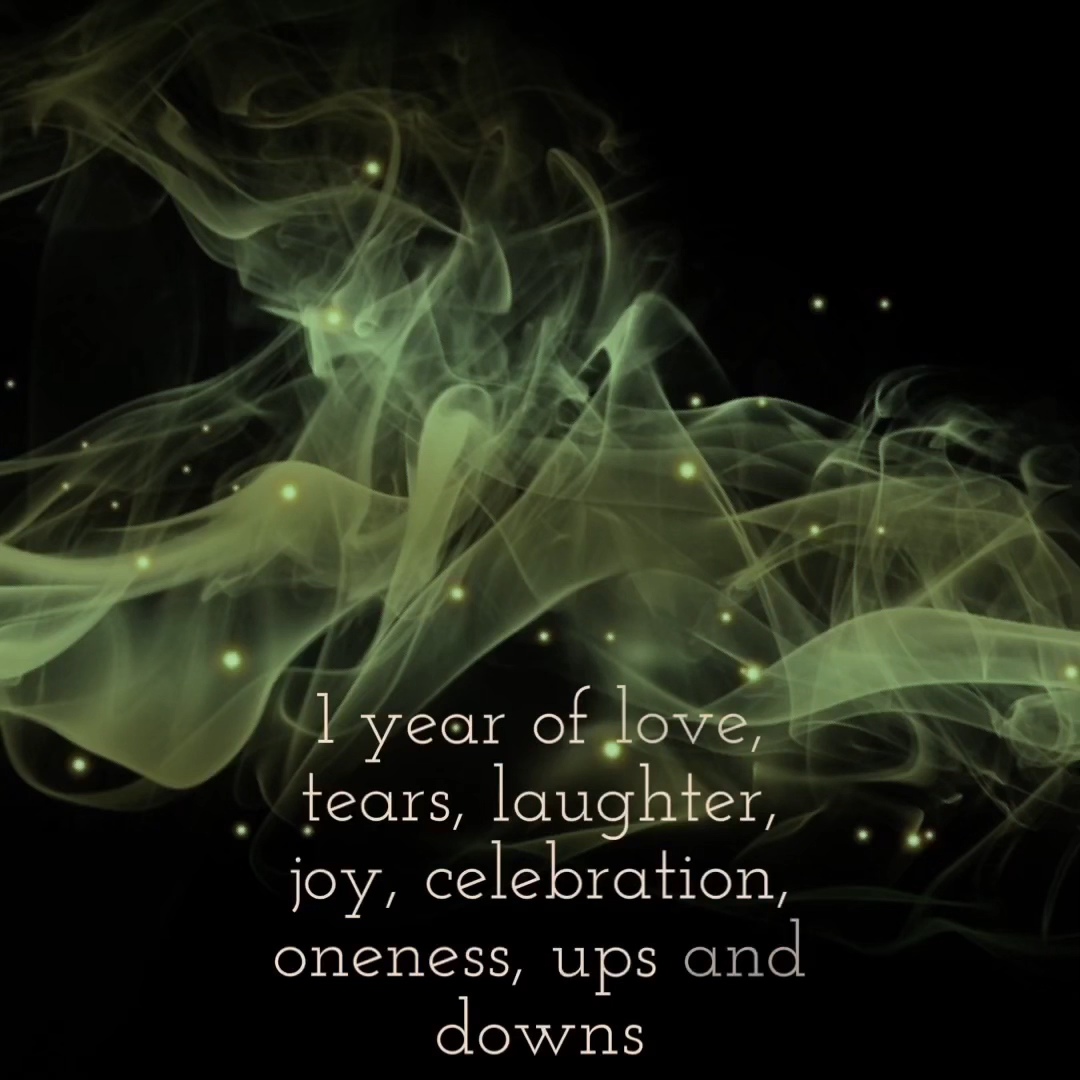 1 year of love,
tears, laughter,
joy, celebration,
oneness, ups and
downs